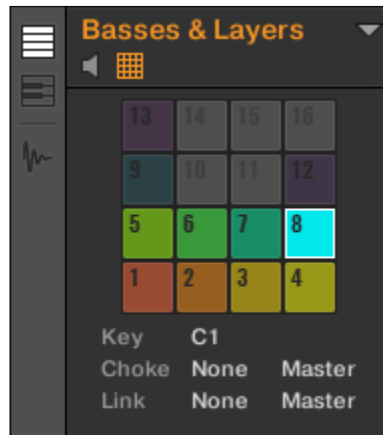 Basses & Layers
13 14 15 16
9 10 11 12
5 6 7 8
1 2 3 4
Key C1
Choke None Master
Link None Master